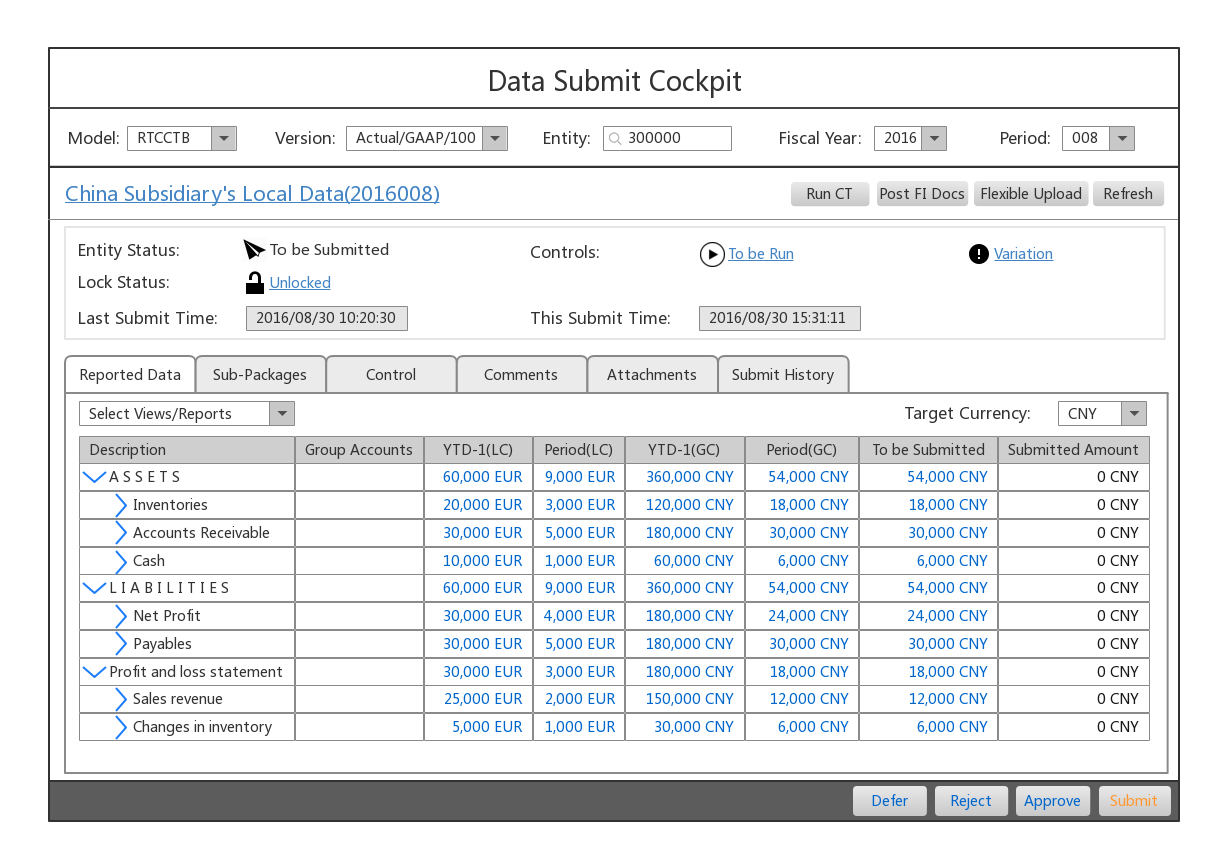 Data Submit Cockpit
Model: RTCCTB Version: Actual/GAAP/100 Entity: 300000 Fiscal Year: 2016 Period: 008
China Subsidiary's Local Data(2016008) Run CT Post FI Docs Flexible Upload Refresh
Entity Status: To be Submitted Controls: To be Run Variation
Lock Status: Unlocked
Last Submit Time: 2016/08/30 10:20:30 This Submit Time: 2016/08/30 15:31:11
Reported Data Sub-Packages Control Comments Attachments Submit History
Select Views/Reports Target Currency: CNY
Description Group Accounts YTD-1(LC) Period(LC) YTD-1(GC) Period(GC) To be Submitted Submitted Amount
A S S E T S 60,000 EUR 9,000 EUR 360,000 CNY 54,000 CNY 54,000 CNY 0 CNY
Inventories 20,000 EUR 3,000 EUR 120,000 CNY 18,000 CNY 18,000 CNY 0 CNY
Accounts Receivable 30,000 EUR 5,000 EUR 180,000 CNY 30,000 CNY 30,000 CNY 0 CNY
Cash 10,000 EUR 1,000 EUR 60,000 CNY 6,000 CNY 6,000 CNY 0 CNY
L I A B I L I T I E S 60,000 EUR 9,000 EUR 360,000 CNY 54,000 CNY 54,000 CNY 0 CNY
Net Profit 30,000 EUR 4,000 EUR 180,000 CNY 24,000 CNY 24,000 CNY 0 CNY
Payables 30,000 EUR 5,000 EUR 180,000 CNY 30,000 CNY 30,000 CNY 0 CNY
Profit and loss statement 30,000 EUR 3,000 EUR 180,000 CNY 18,000 CNY 18,000 CNY 0 CNY
Sales revenue 25,000 EUR 2,000 EUR 150,000 CNY 12,000 CNY 12,000 CNY 0 CNY
Changes in inventory 5,000 EUR 1,000 EUR 30,000 CNY 6,000 CNY 6,000 CNY 0 CNY
Defer Reject Approve Submit